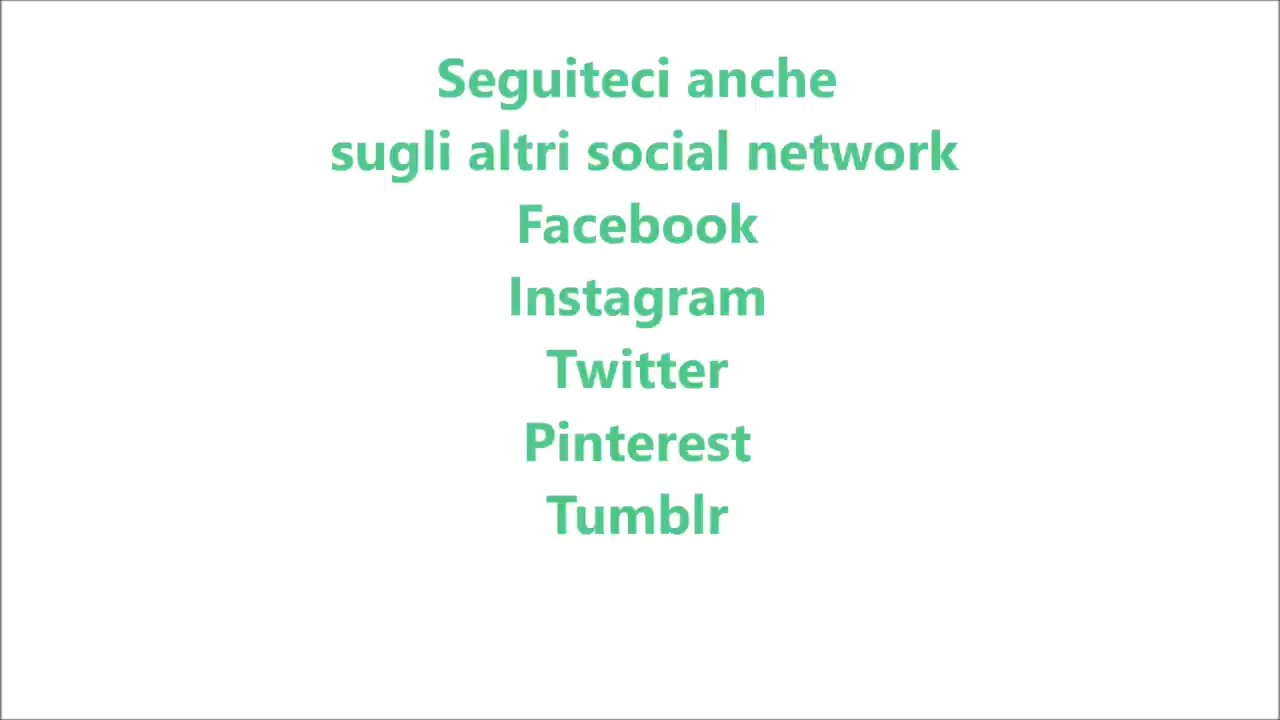 Seguiteci anche
sugli altri social network
Facebook
Instagram
Twitter
Pinterest
Tumblr